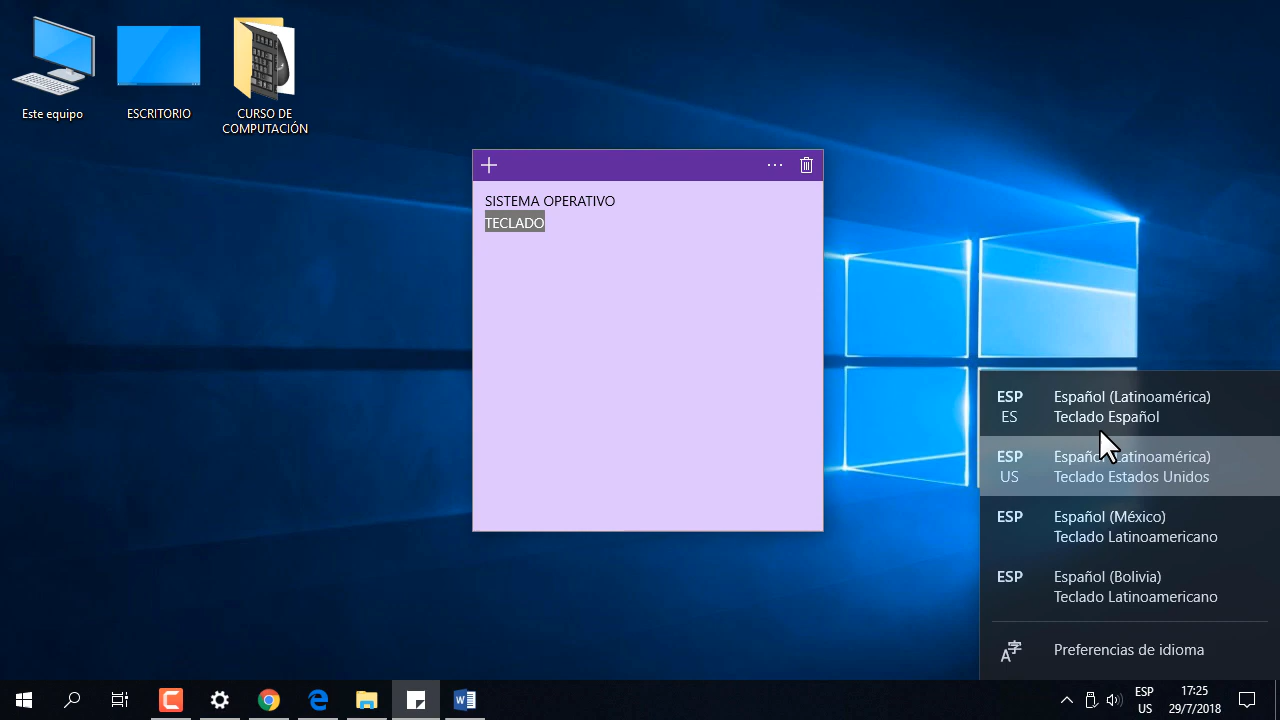 Este equipo
ESCRITORIO
CURSO DE
COMPUTACIÓN
SISTEMA OPERATIVO
TECLADO
ESP Español (Latinoamérica)
ES Teclado Español
ESP Español (Latinoamérica)
US Teclado Estados Unidos
ESP Español (México)
Teclado Latinoamericano
ESP Español (Bolivia)
Teclado Latinoamericano
Preferencias de idioma
ESP 17:25
US 29/7/2018